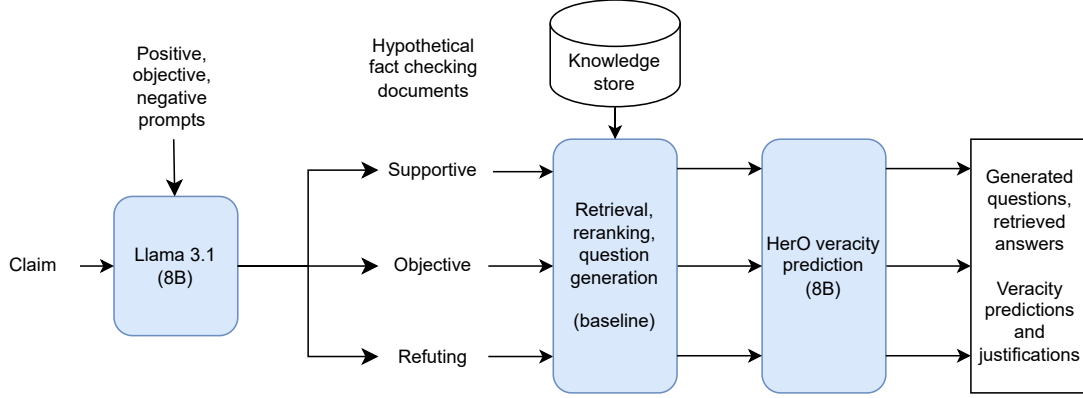 Claim
Positive,
objective,
negative
prompts
Llama 3.1
(8B)
Hypothetical
fact checking
documents
Supportive
Objective
Refuting
Knowledge
store
Retrieval,
reranking,
question
generation
(baseline)
HerO veracity
prediction
(8B)
Generated
questions,
retrieved
answers
Veracity
predictions
and
justifications